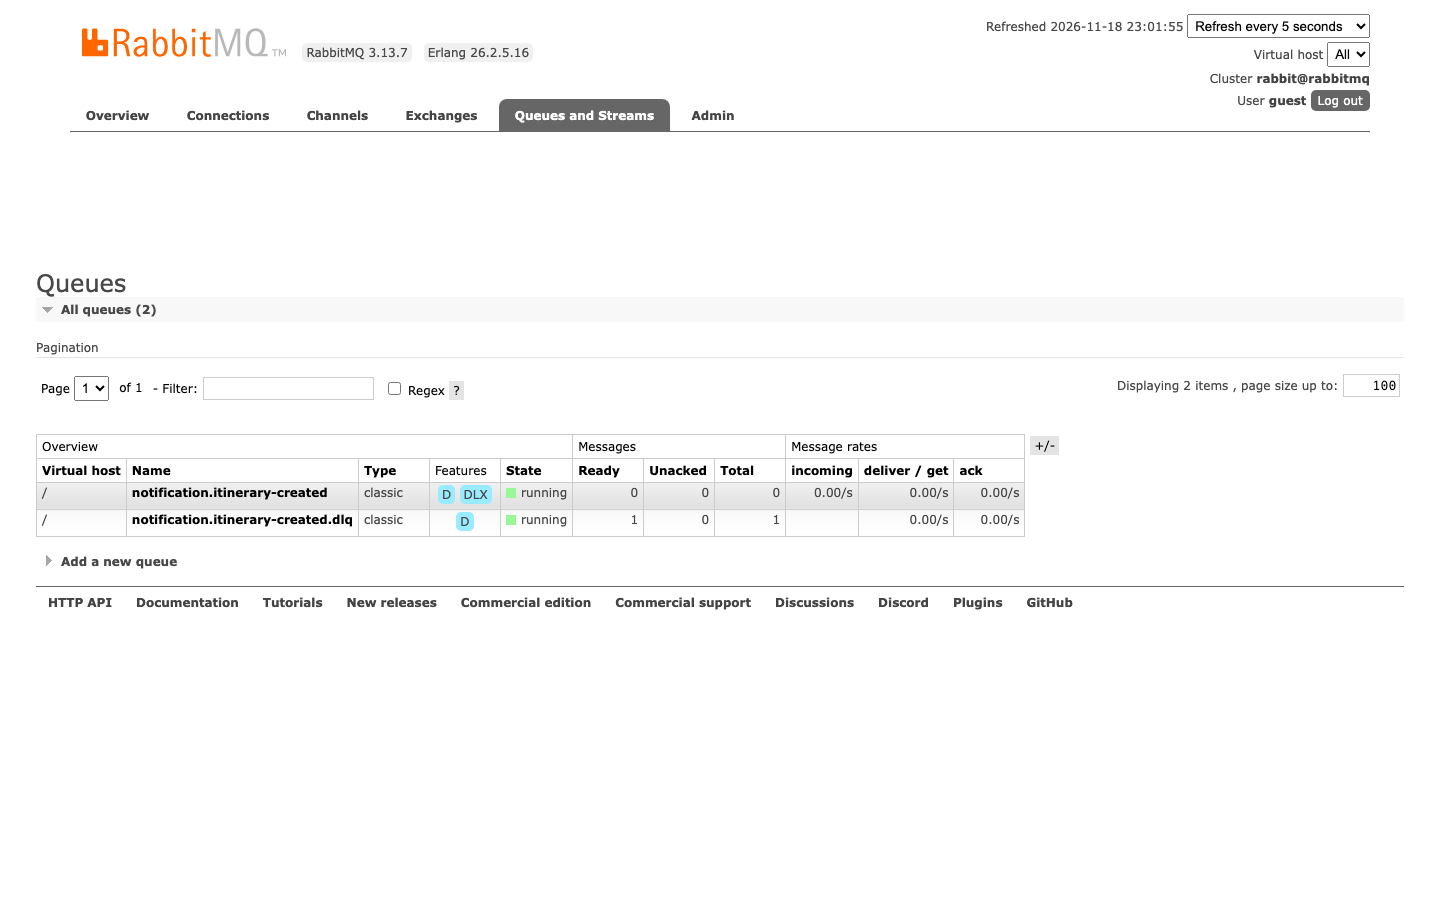 RabbitMQ TM RabbitMQ 3.13.7 Erlang 26.2.5.16
Refreshed 2026-11-18 23:01:55 Refresh every 5 seconds
Virtual host All
Cluster rabbit@rabbitmq
User guest Log out
Overview Connections Channels Exchanges Queues and Streams Admin
Queues
All queues (2)
Pagination
Page 1 of 1 - Filter: Regex ? Displaying 2 items , page size up to: 100
Overview Messages Message rates +/-
Virtual host Name Type Features State Ready Unacked Total incoming deliver / get ack
/ notification.itinerary-created classic D DLX running 0 0 0 0.00/s 0.00/s 0.00/s
/ notification.itinerary-created.dlq classic D running 1 0 1 0.00/s 0.00/s
Add a new queue
HTTP API Documentation Tutorials New releases Commercial edition Commercial support Discussions Discord Plugins GitHub